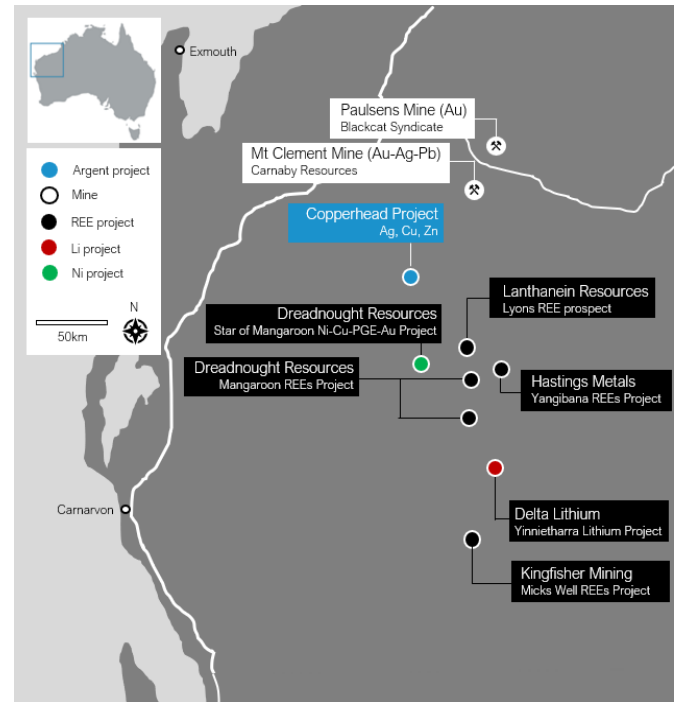 Exmouth
Paulsens Mine (Au)
Blackcat Syndicate
Mt Clement Mine (Au-Ag-Pb)
Carnaby Resources
Argent project
Mine
REE project
Li project
Ni project
N
50km
Copperhead Project
Ag, Cu, Zn
Lanthanein Resources
Lyons REE prospect
Dreadnought Resources
Star of Mangaroon Ni-Cu-PGE-Au Project
Dreadnought Resources
Mangaroon REEs Project
Hastings Metals
Yangibana REEs Project
Carnarvon
Delta Lithium
Yinnietharra Lithium Project
Kingfisher Mining
Micks Well REEs Project